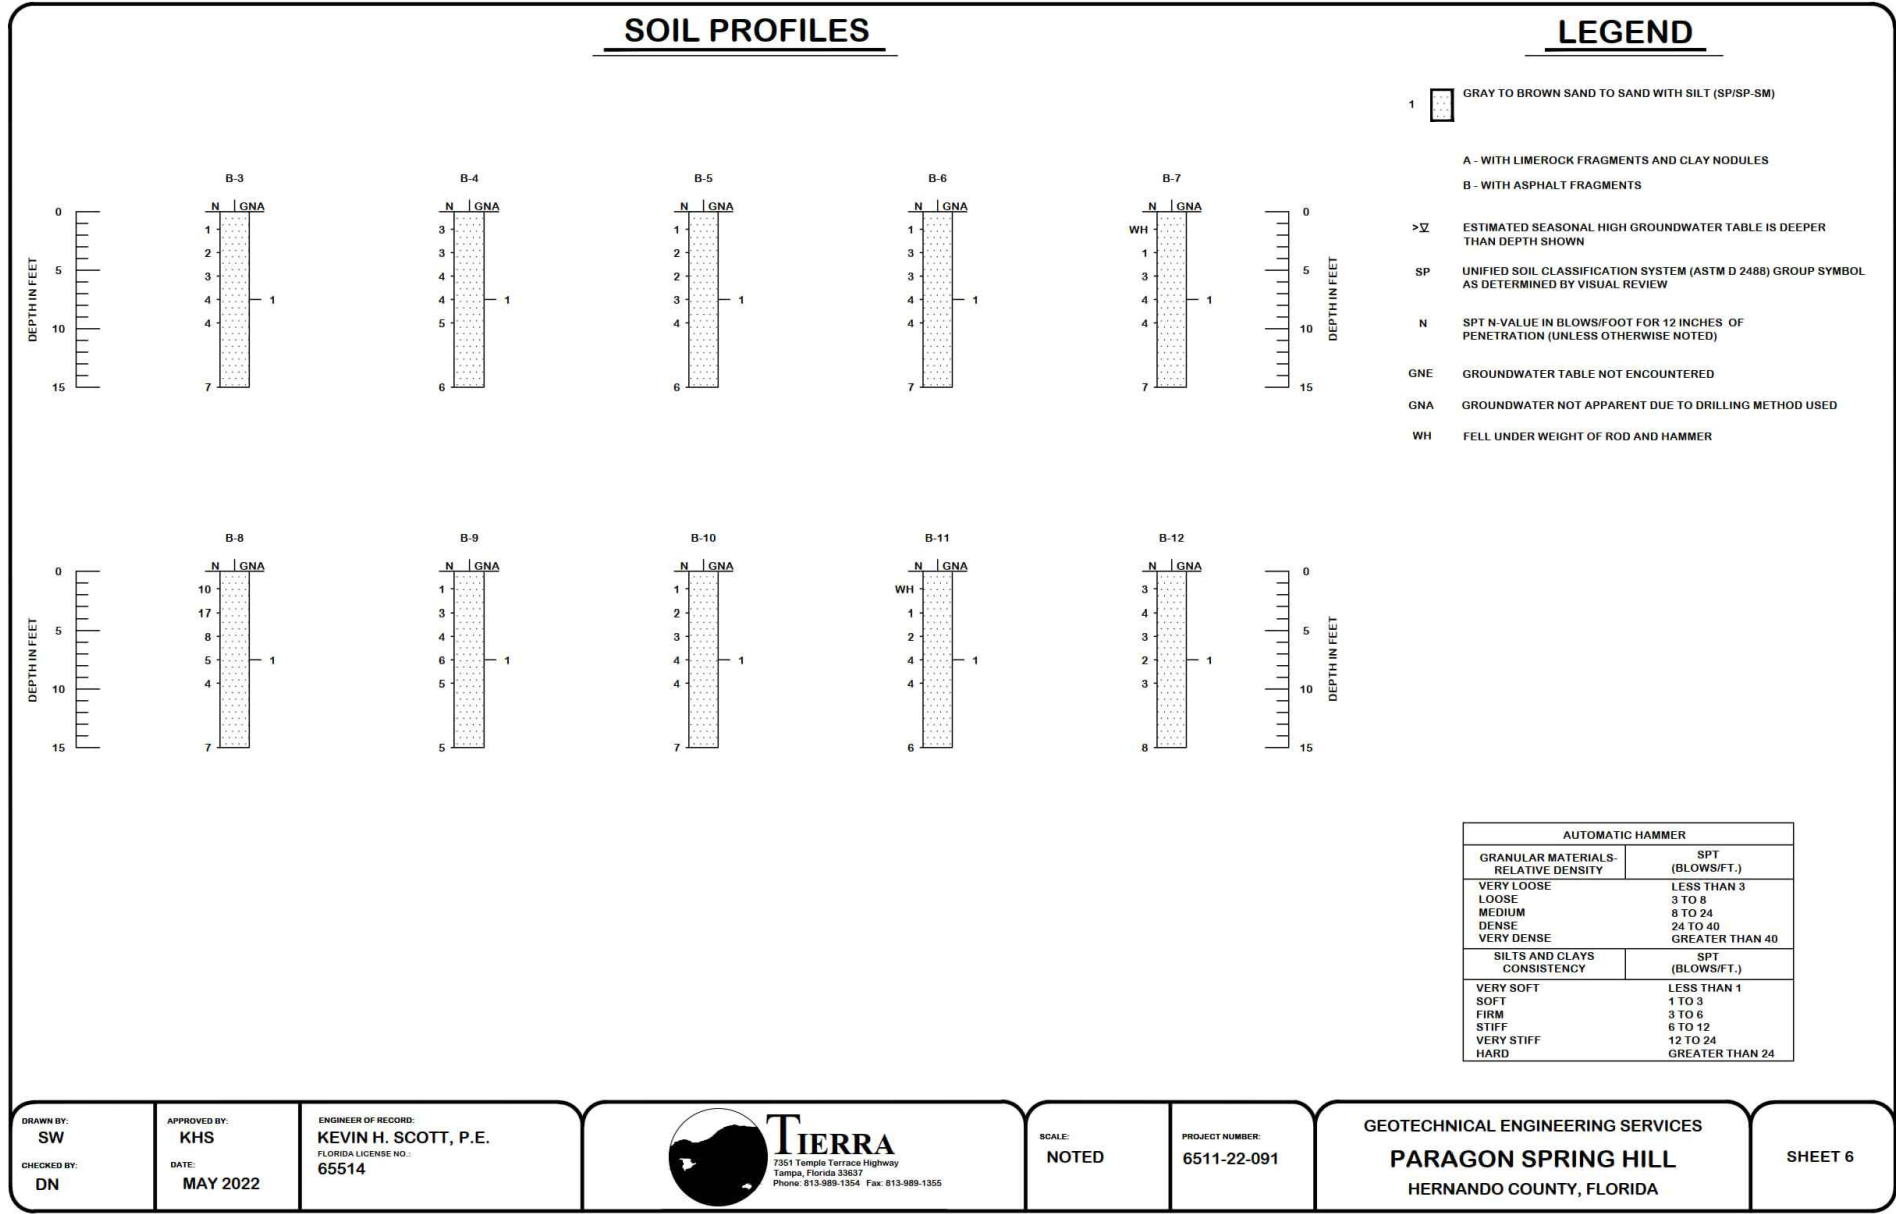 SOIL PROFILES
LEGEND
1 GRAY TO BROWN SAND TO SAND WITH SILT (SP/SP-SM)
A - WITH LIMEROCK FRAGMENTS AND CLAY NODULES
B - WITH ASPHALT FRAGMENTS
>∇ ESTIMATED SEASONAL HIGH GROUNDWATER TABLE IS DEEPER
THAN DEPTH SHOWN
SP UNIFIED SOIL CLASSIFICATION SYSTEM (ASTM D 2488) GROUP SYMBOL
AS DETERMINED BY VISUAL REVIEW
N SPT N-VALUE IN BLOWS/FOOT FOR 12 INCHES OF
PENETRATION (UNLESS OTHERWISE NOTED)
GNE GROUNDWATER TABLE NOT ENCOUNTERED
GNA GROUNDWATER NOT APPARENT DUE TO DRILLING METHOD USED
WH FELL UNDER WEIGHT OF ROD AND HAMMER
B-3 B-4 B-5 B-6 B-7
N GNA N GNA N GNA N GNA N GNA
0 0
1 3 1 1 WH
2 3 2 3 1
5 5
3 4 2 3 3
4 1 4 1 3 1 4 1 4 1
4 5 4 4 4
10 10
15 7 6 6 7 7 15
DEPTH IN FEET
DEPTH IN FEET
B-8 B-9 B-10 B-11 B-12
N GNA N GNA N GNA N GNA N GNA
0 0
10 1 1 WH 3
17 3 2 1 4
5 5
8 4 3 2 3
5 1 6 1 4 1 4 1 2 1
4 5 4 4 3
10 10
15 7 5 7 6 8 15
DEPTH IN FEET
DEPTH IN FEET
AUTOMATIC HAMMER
GRANULAR MATERIALS- SPT
RELATIVE DENSITY (BLOWS/FT.)
VERY LOOSE LESS THAN 3
LOOSE 3 TO 8
MEDIUM 8 TO 24
DENSE 24 TO 40
VERY DENSE GREATER THAN 40
SILTS AND CLAYS SPT
CONSISTENCY (BLOWS/FT.)
VERY SOFT LESS THAN 1
SOFT 1 TO 3
FIRM 3 TO 6
STIFF 6 TO 12
VERY STIFF 12 TO 24
HARD GREATER THAN 24
DRAWN BY:
SW
CHECKED BY:
DN
APPROVED BY:
KHS
DATE:
MAY 2022
ENGINEER OF RECORD:
KEVIN H. SCOTT, P.E.
FLORIDA LICENSE NO.:
65514
TIERRA
7351 Temple Terrace Highway
Tampa, Florida 33637
Phone: 813-989-1354 Fax: 813-989-1355
SCALE:
NOTED
PROJECT NUMBER:
6511-22-091
GEOTECHNICAL ENGINEERING SERVICES
PARAGON SPRING HILL
HERNANDO COUNTY, FLORIDA
SHEET 6